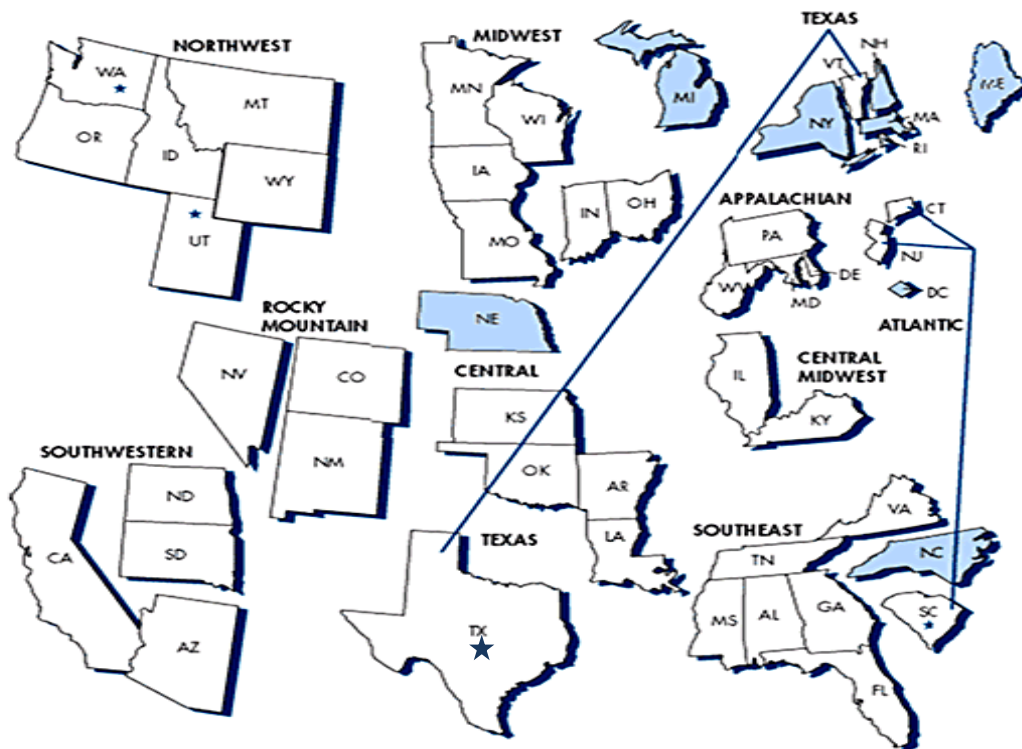 TEXAS
NORTHWEST
MIDWEST
NH
VT
WA
MT
MN
ME
MI
WI
NY
MA
OR
ID
RI
IA
WY
IN
OH
APPALACHIAN
CT
UT
MO
PA
NJ
DE
WV
MD
DC
ROCKY
MOUNTAIN
NE
ATLANTIC
CENTRAL
CENTRAL
MIDWEST
IL
NV
CO
KS
KY
SOUTHWESTERN
NM
OK
ND
AR
VA
SOUTHEAST
TEXAS
LA
CA
SD
TN
NC
MS
AL
GA
SC
TX
AZ
FL